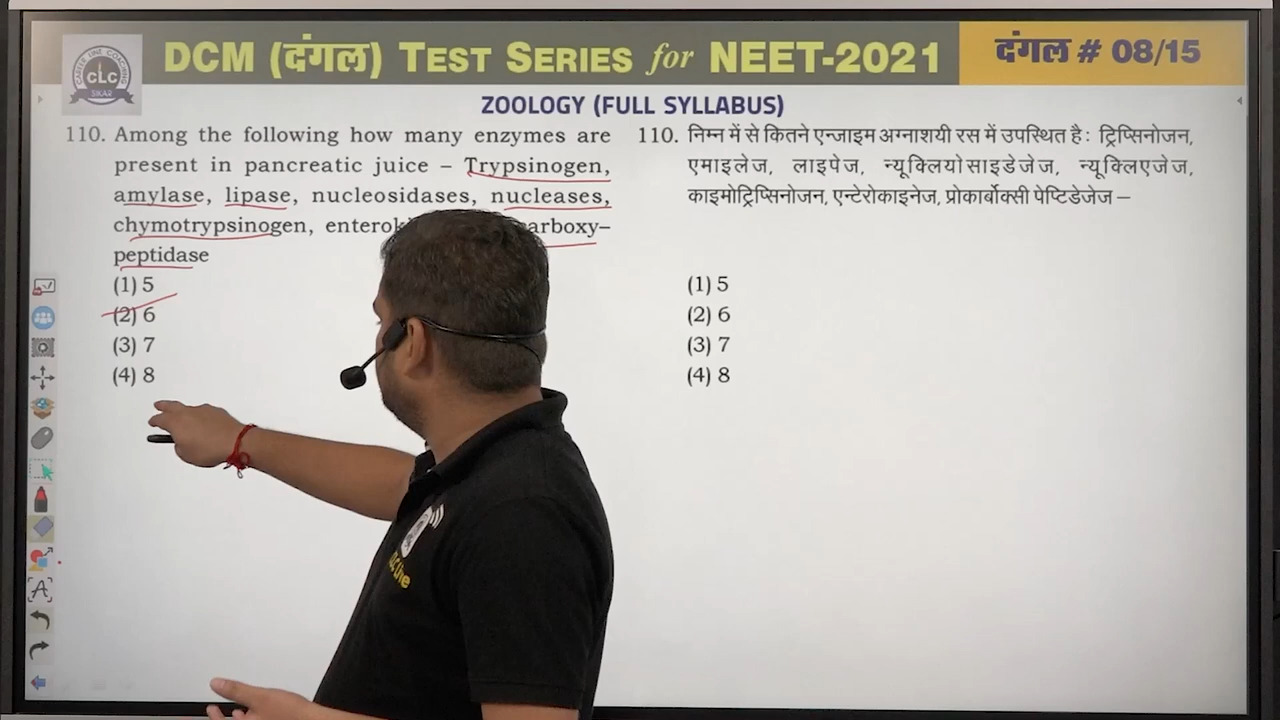 DCM (दंगल) TEST SERIES for NEET-2021
दंगल # 08/15
CLC
SIKAR
ZOOLOGY (FULL SYLLABUS)
110. Among the following how many enzymes are
present in pancreatic juice – Trypsinogen,
amylase, lipase, nucleosidases, nucleases,
chymotrypsinogen, arboxy–
peptidase
(1) 5
(2) 6
(3) 7
(4) 8
110. निम्न में से कितने एन्जाइम अग्नाशयी रस में उपस्थित है : ट्रिप्सिनोजन,
एमाइलेज, लाइपेज, न्यूक्लियोसाइडेजेज, न्यूक्लिएजेज,
काइमोट्रिप्सिनोजन, एन्टेरोकाइनेज, प्रोकार्बोक्सी पेप्टिडेजेज –
(1) 5
(2) 6
(3) 7
(4) 8